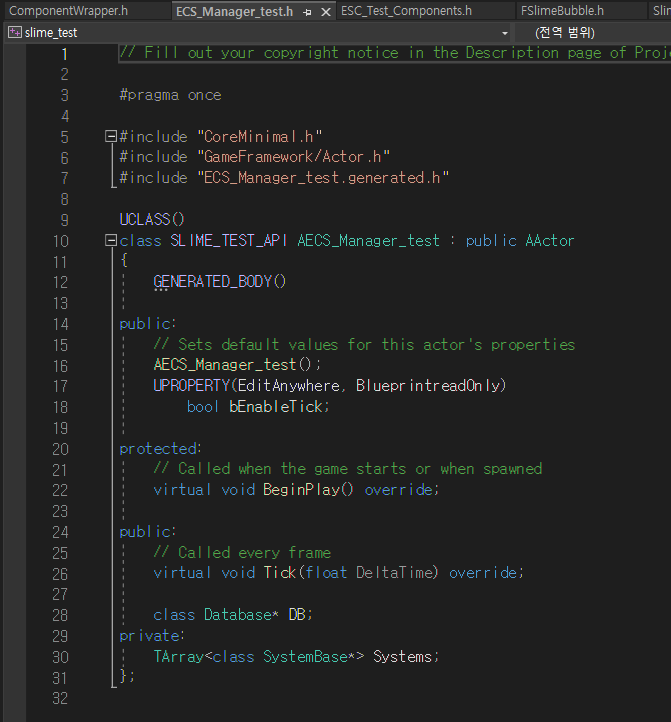 ComponentWrapper.h ECS_Manager_test.h ESC_Test_Components.h FSlimeBubble.h Slin
slime_test (전역 범위)
1 // Fill out your copyright notice in the Description page of Proje
2
3 #pragma once
4
5 #include "CoreMinimal.h"
6 #include "GameFramework/Actor.h"
7 #include "ECS_Manager_test.generated.h"
8
9 UCLASS()
10 class SLIME_TEST_API AECS_Manager_test : public AActor
11 {
12 GENERATED_BODY()
13
14 public:
15 // Sets default values for this actor's properties
16 AECS_Manager_test();
17 UPROPERTY(EditAnywhere, BlueprintreadOnly)
18 bool bEnableTick;
19
20 protected:
21 // Called when the game starts or when spawned
22 virtual void BeginPlay() override;
23
24 public:
25 // Called every frame
26 virtual void Tick(float DeltaTime) override;
27
28 class Database* DB;
29 private:
30 TArray<class SystemBase*> Systems;
31 };
32